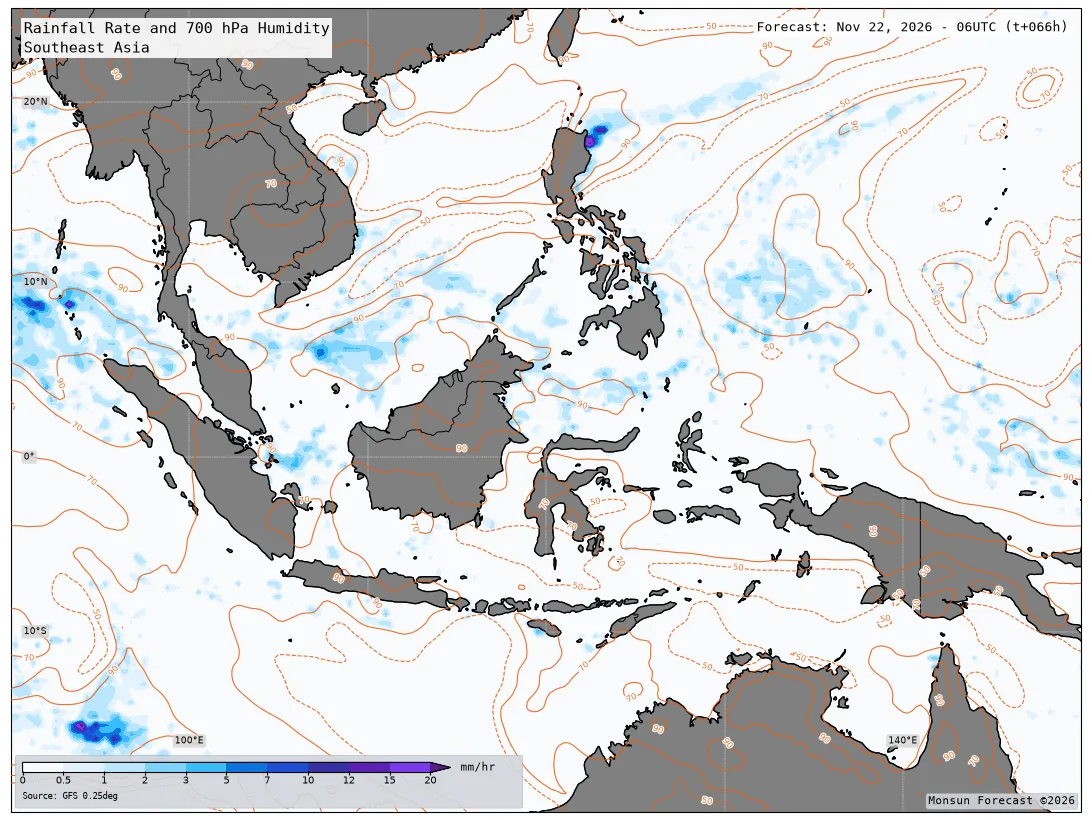 Rainfall Rate and 700 hPa Humidity
Southeast Asia
Forecast: Nov 22, 2026 - 06UTC (t+066h)
20°N
10°N
0°
10°S
100°E
140°E
0 0.5 1 2 3 5 7 10 12 15 20 mm/hr
Source: GFS 0.25deg
Monsun Forecast ©2026